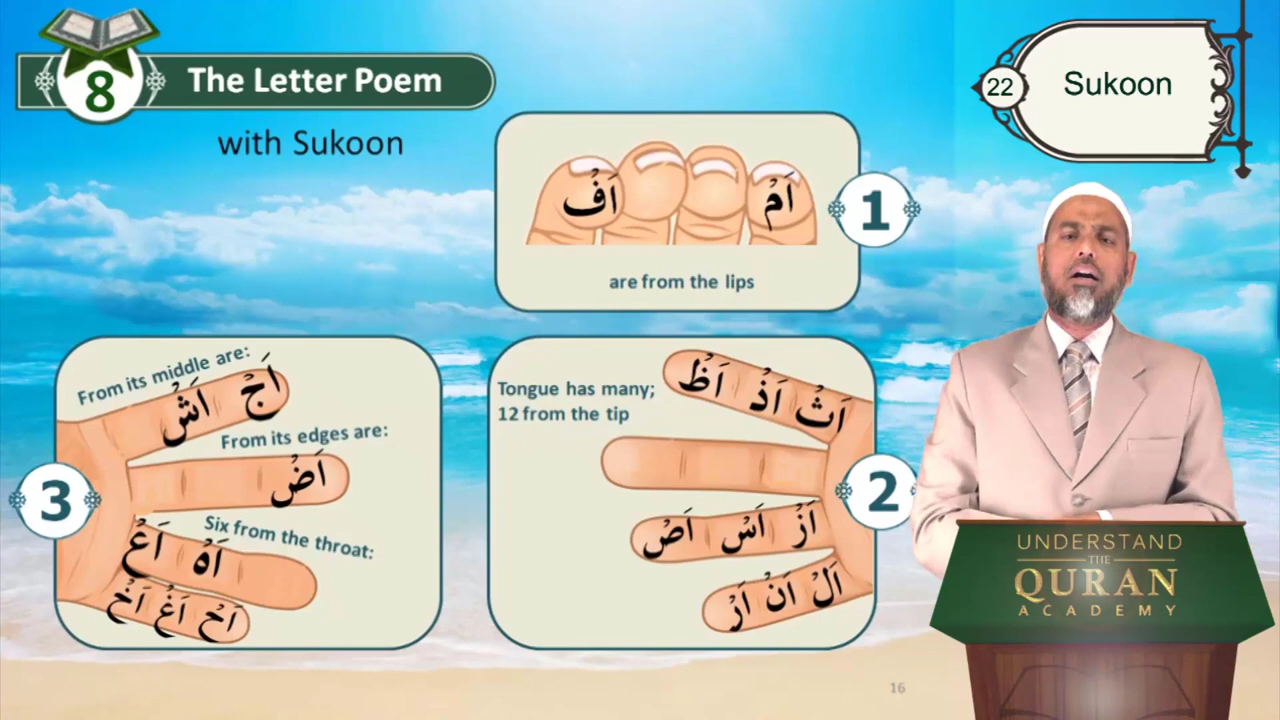 8
The Letter Poem
with Sukoon
22
Sukoon
اَمْ
اَفْ
1
are from the lips
Tongue has many;
12 from the tip
اَثْ اَذْ اَظْ
اَزْ اَسْ اَصْ
اَلْ اَنْ اَرْ
2
From its middle are:
اَجْ اَشْ
From its edges are:
اَضْ
Six from the throat:
اَهْ اَعْ
اَحْ اَغْ اَخْ
3
UNDERSTAND
THE
QURAN
ACADEMY
16